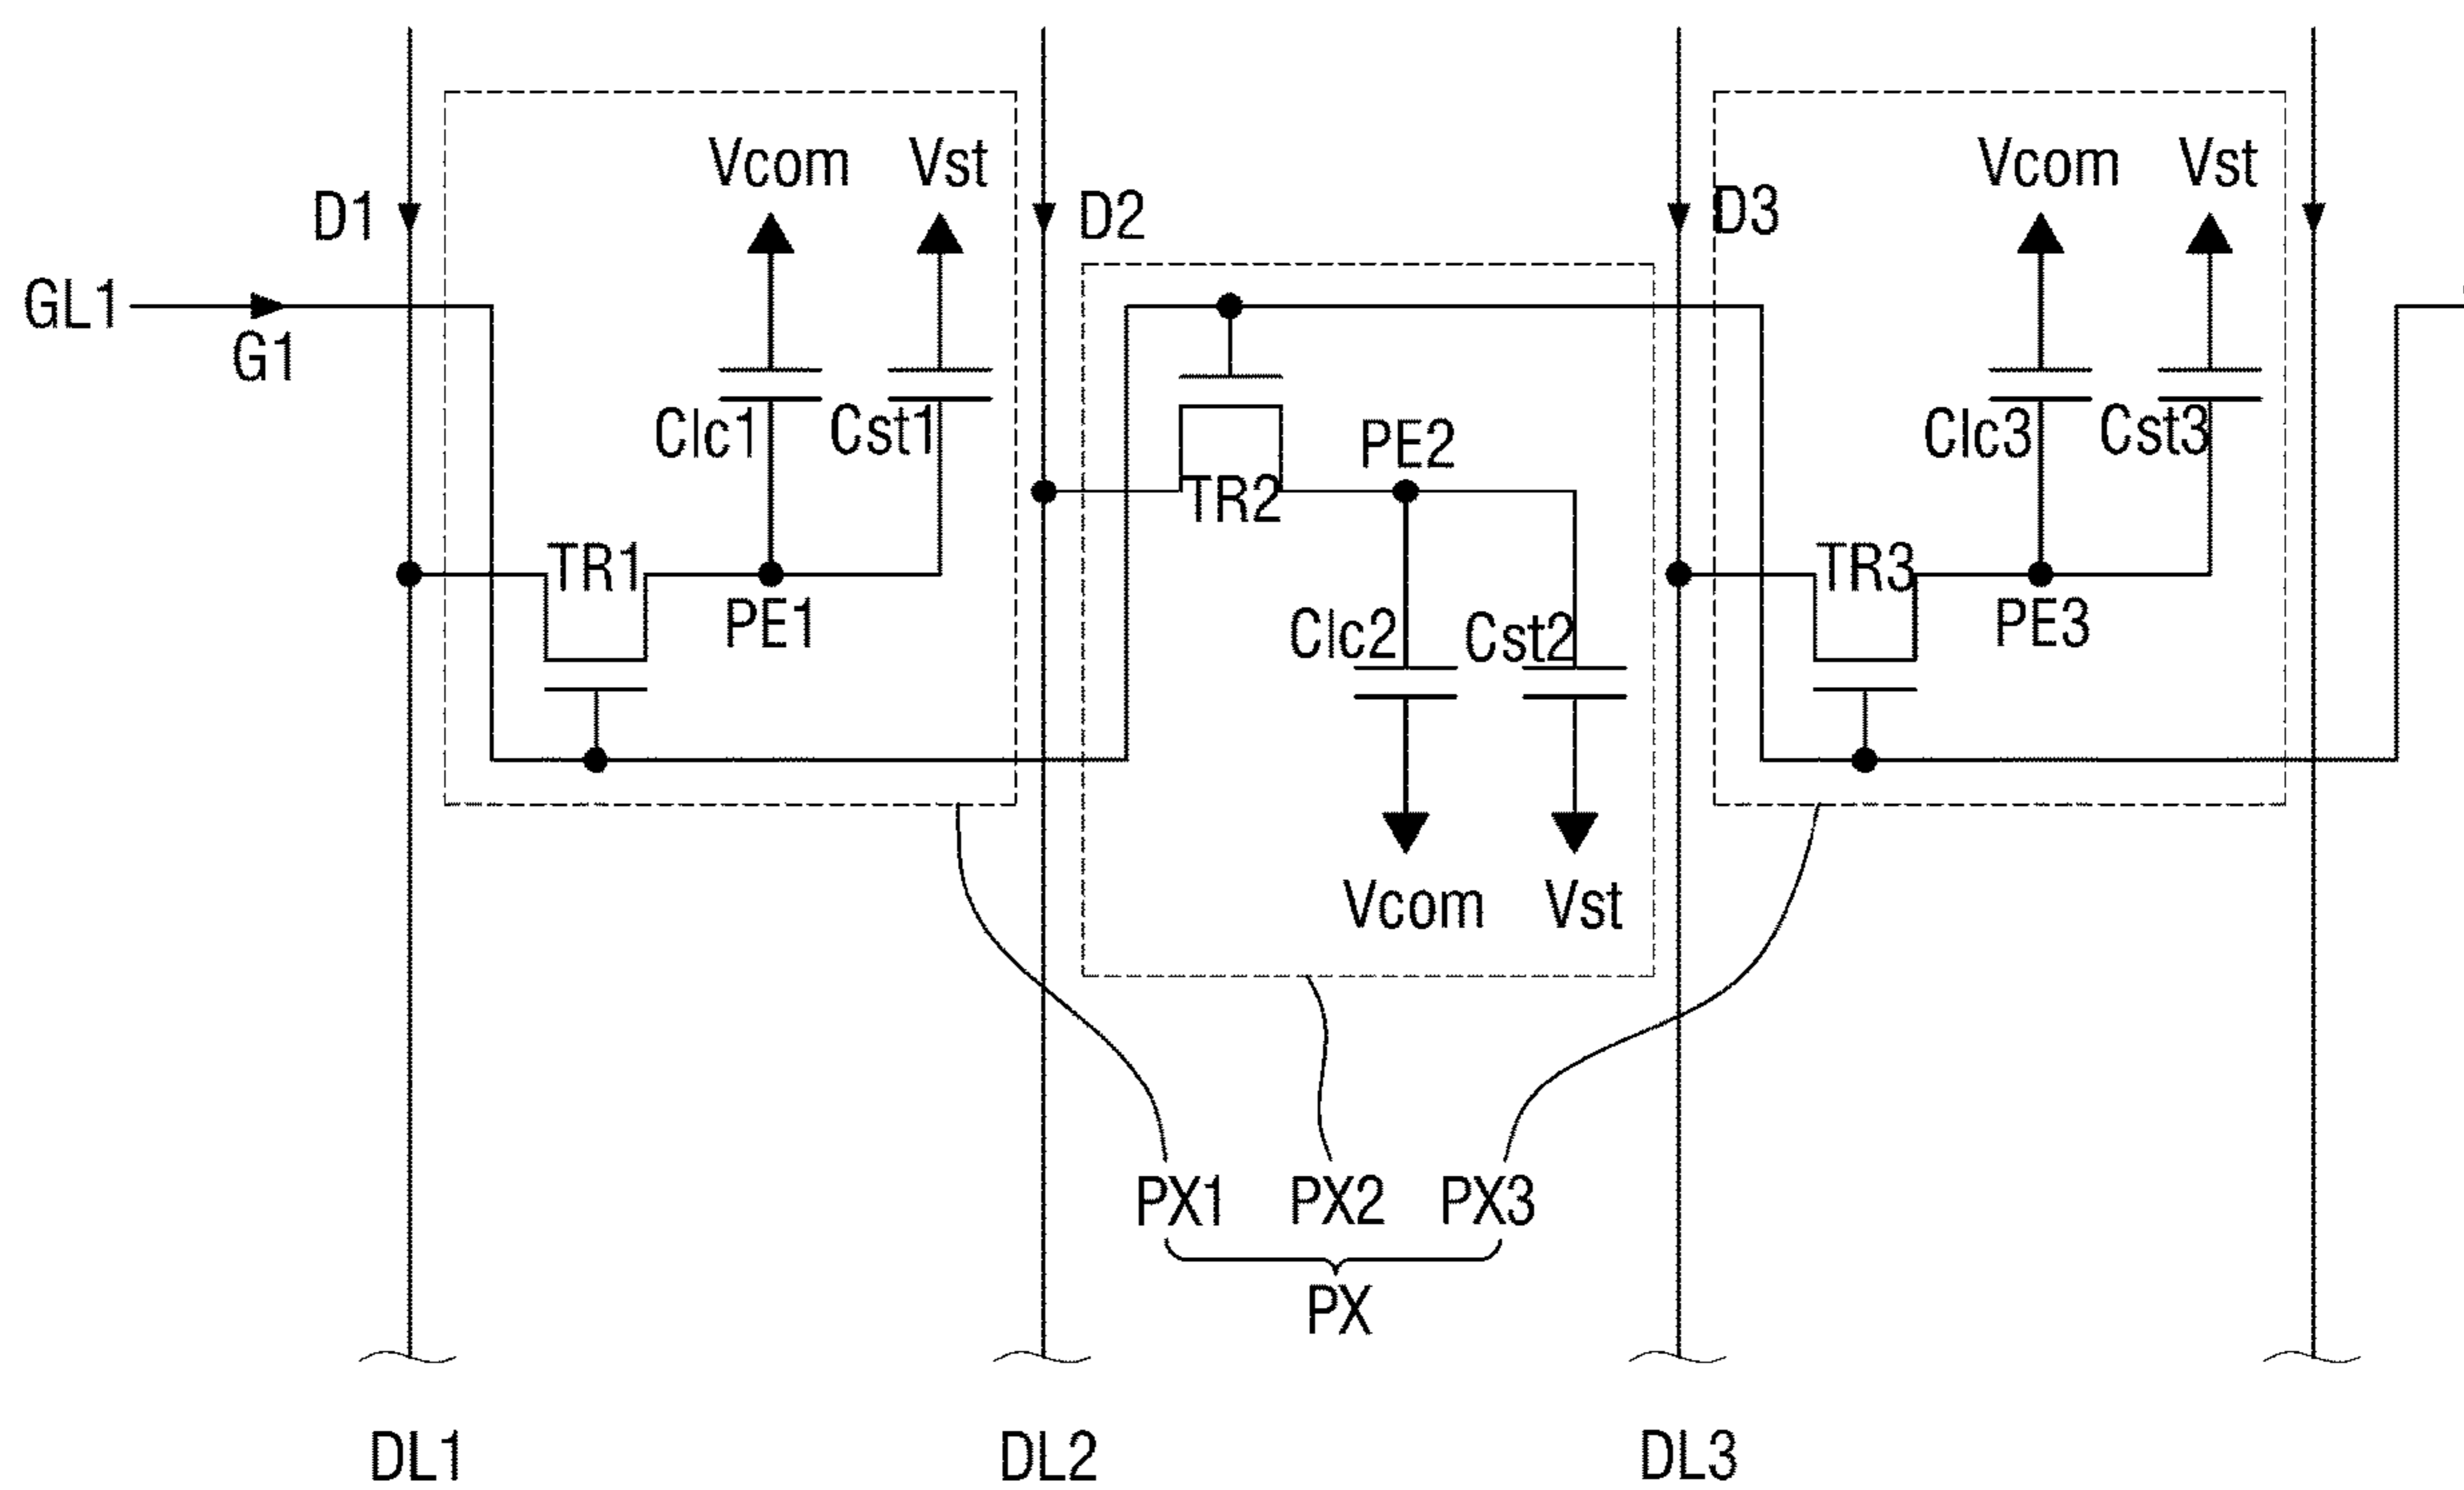 Vcom Vst Vcom Vst
D1 D2 D3
GL1
G1
Clc1 Cst1 PE2 Clc3 Cst3
TR2
TR1 TR3
PE1 Clc2 Cst2 PE3
Vcom Vst
PX1 PX2 PX3
PX
DL1 DL2 DL3